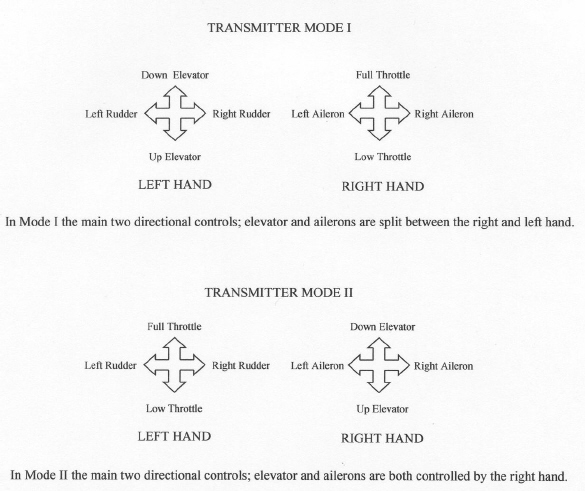 TRANSMITTER MODE I
Down Elevator
Full Throttle
Left Rudder
Right Rudder
Left Aileron
Right Aileron
Up Elevator
Low Throttle
LEFT HAND
RIGHT HAND
In Mode I the main two directional controls; elevator and ailerons are split between the right and left hand.
TRANSMITTER MODE II
Full Throttle
Down Elevator
Left Rudder
Right Rudder
Left Aileron
Right Aileron
Low Throttle
Up Elevator
LEFT HAND
RIGHT HAND
In Mode II the main two directional controls; elevator and ailerons are both controlled by the right hand.